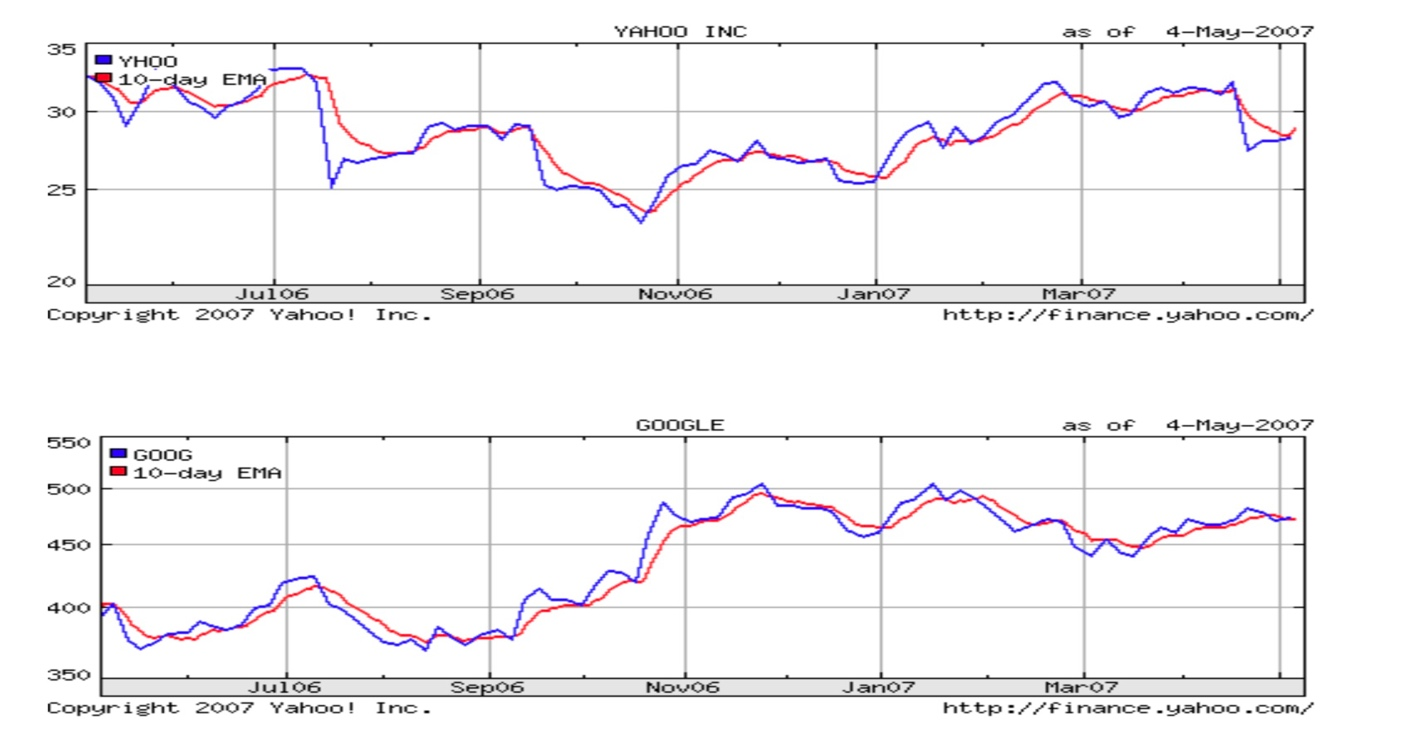 YAHOO INC as of 4-May-2007
35
YHOO
10-day EMA
30
25
20
Jul06 Sep06 Nov06 Jan07 Mar07
Copyright 2007 Yahoo! Inc. http://finance.yahoo.com/
GOOGLE as of 4-May-2007
550
GOOG
10-day EMA
500
450
400
350
Jul06 Sep06 Nov06 Jan07 Mar07
Copyright 2007 Yahoo! Inc. http://finance.yahoo.com/